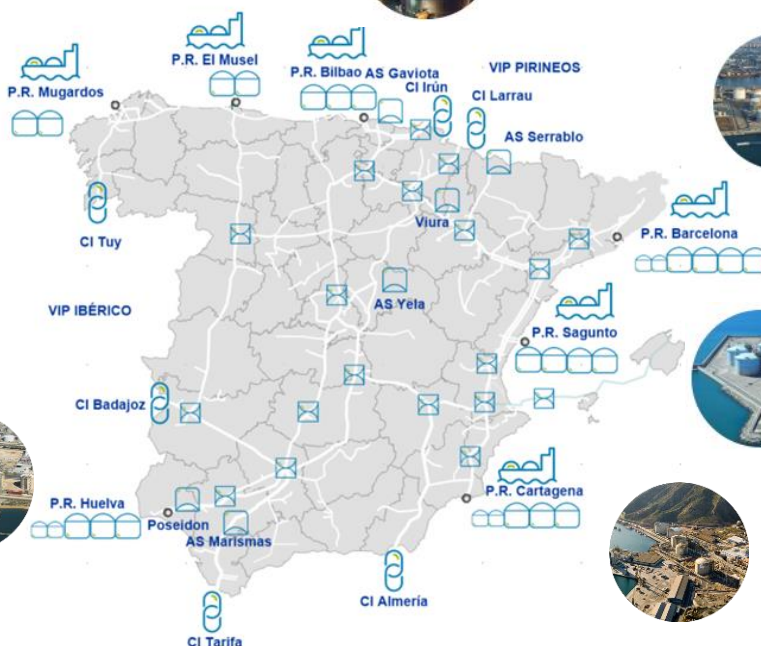 P.R. El Musel
P.R. Mugardos
P.R. Bilbao
AS Gaviota
VIP PIRINEOS
CI Irún
CI Larrau
AS Serrablo
CI Tuy
Viura
P.R. Barcelona
AS Yela
VIP IBÉRICO
P.R. Sagunto
CI Badajoz
P.R. Cartagena
P.R. Huelva
Poseidon
AS Marismas
CI Almería
CI Tarifa